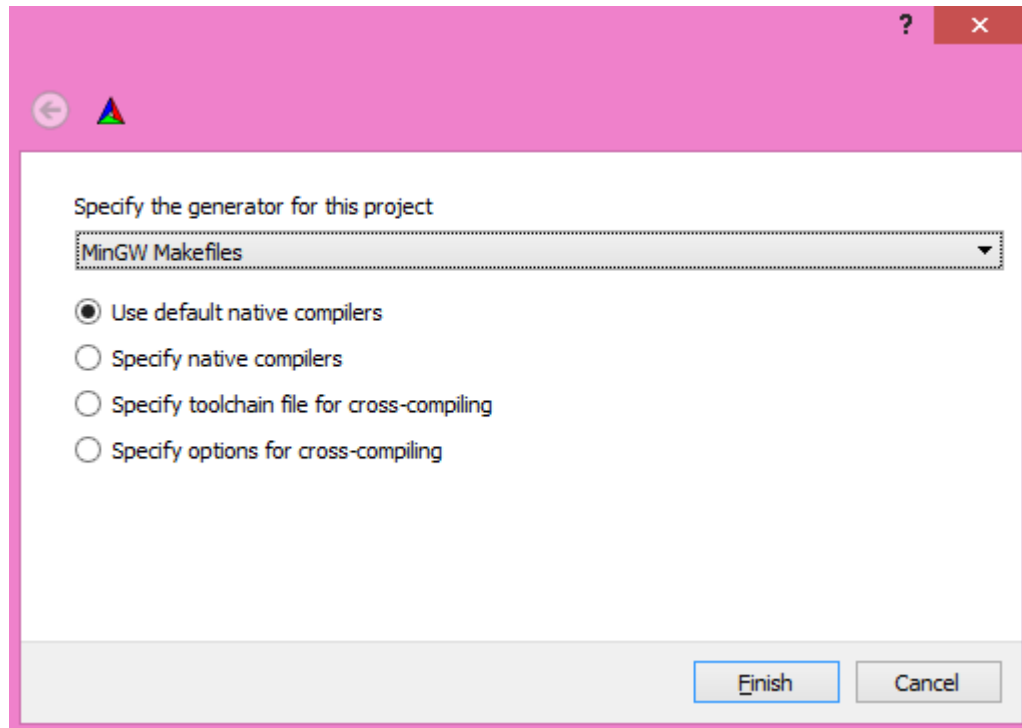 ?
Specify the generator for this project
MinGW Makefiles
Use default native compilers
Specify native compilers
Specify toolchain file for cross-compiling
Specify options for cross-compiling
Finish Cancel